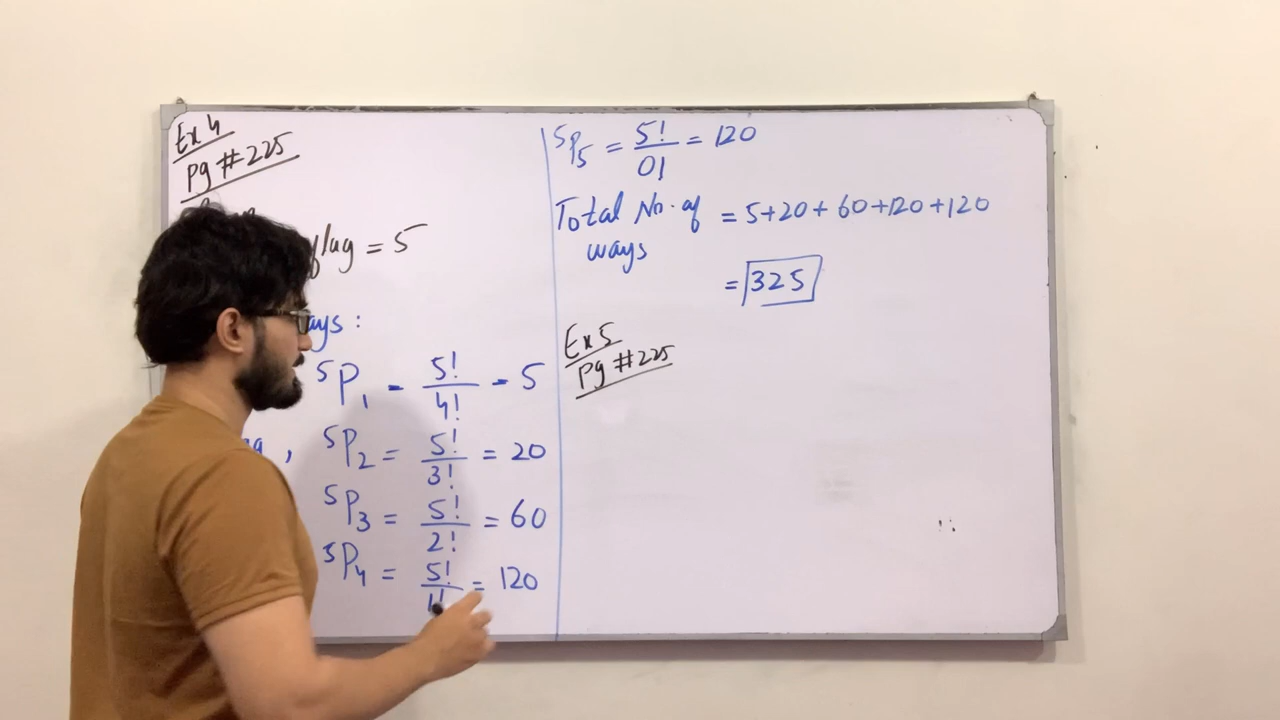 Ex 4
Pg #225
flag = 5
ays :
5P1 = 5!/4! = 5
, 5P2 = 5!/3! = 20
5P3 = 5!/2! = 60
5P4 = 5!/1! = 120
5P5 = 5!/0! = 120
Total No. of ways = 5+20+60+120+120
= 325
Ex 5
Pg #225